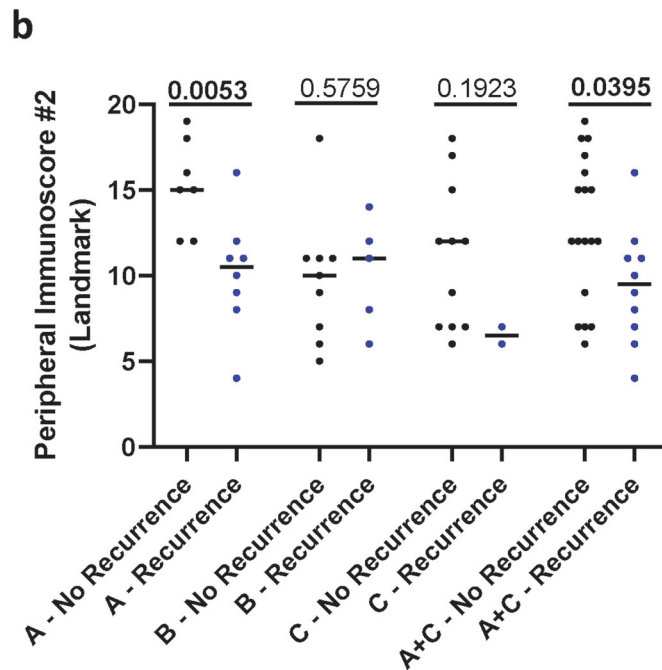 b
0.0053 0.5759 0.1923 0.0395
Peripheral Immunoscore #2
(Landmark)
20
15
10
5
0
A - No Recurrence
A - Recurrence
B - No Recurrence
B - Recurrence
C - No Recurrence
C - Recurrence
A+C - No Recurrence
A+C - Recurrence